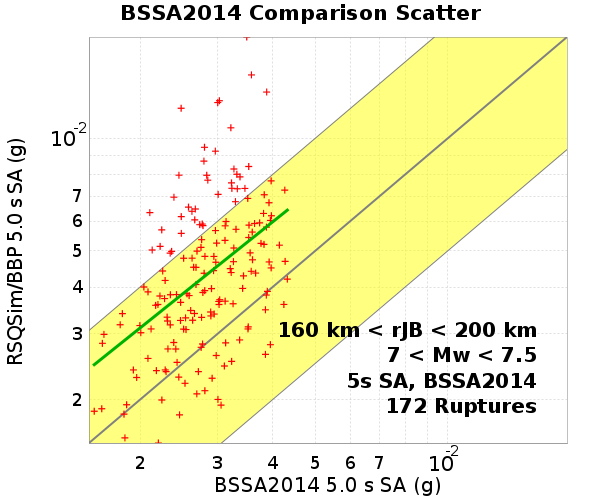 BSSA2014 Comparison Scatter
RSQSim/BBP 5.0 s SA (g)
10-2
7
6
5
4
3
2
160 km < rJB < 200 km
7 < Mw < 7.5
5s SA, BSSA2014
172 Ruptures
2 3 4 5 6 7 10-2
BSSA2014 5.0 s SA (g)